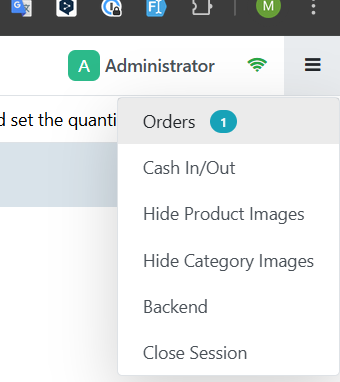 M
A Administrator
d set the quanti
Orders 1
Cash In/Out
Hide Product Images
Hide Category Images
Backend
Close Session